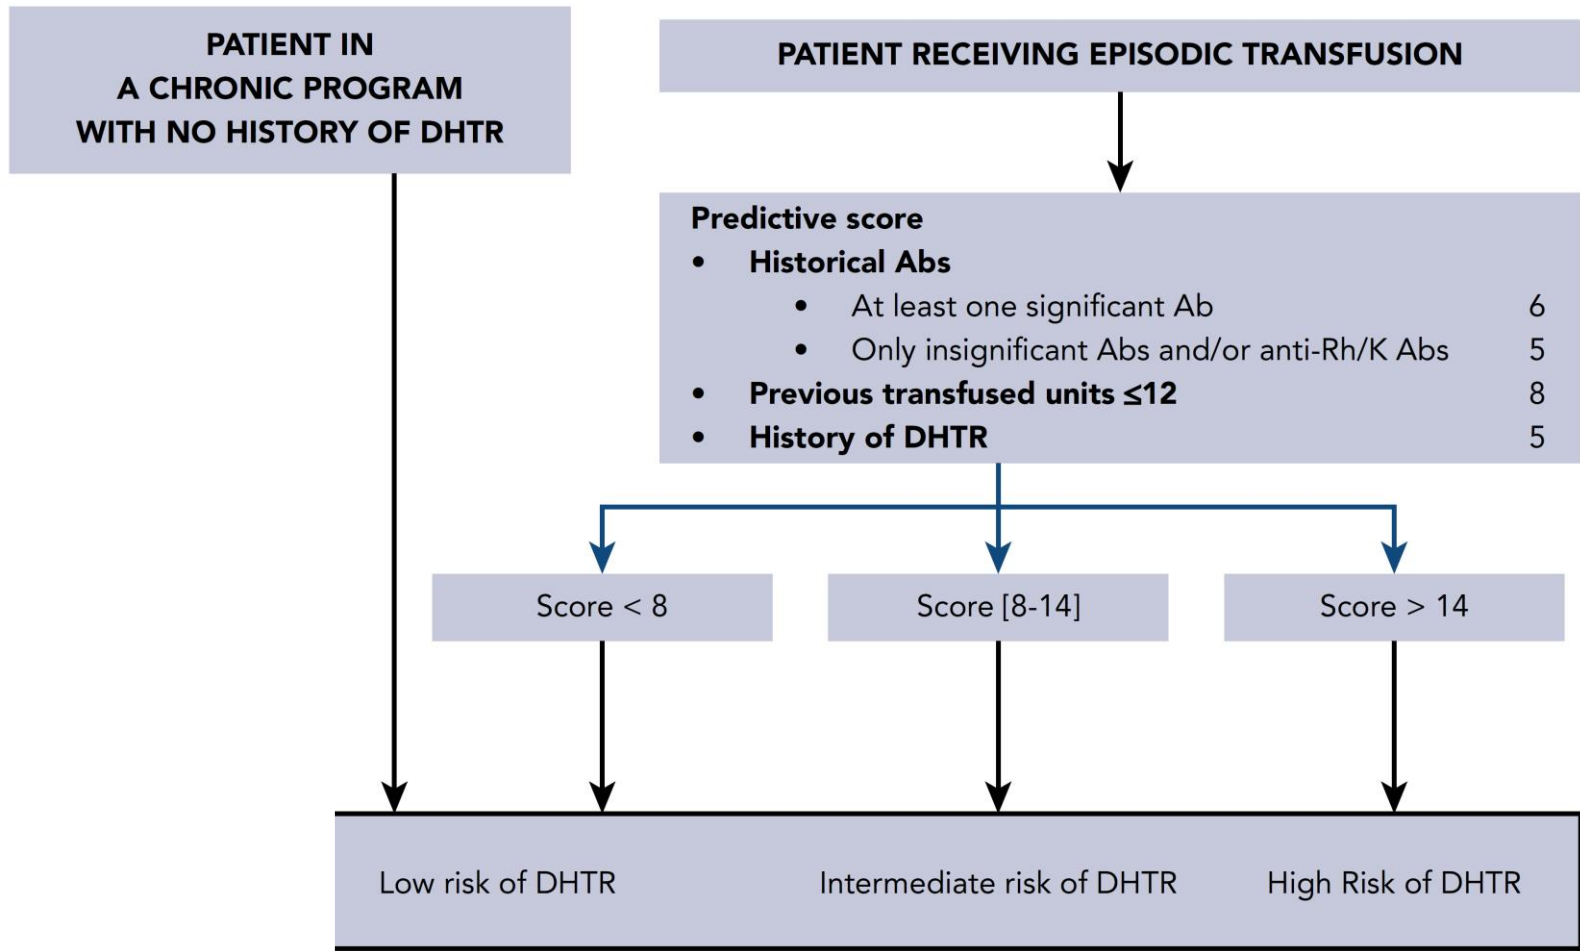 PATIENT IN
A CHRONIC PROGRAM
WITH NO HISTORY OF DHTR
PATIENT RECEIVING EPISODIC TRANSFUSION
Predictive score
• Historical Abs
• At least one significant Ab 6
• Only insignificant Abs and/or anti-Rh/K Abs 5
• Previous transfused units ≤12 8
• History of DHTR 5
Score < 8
Score [8-14]
Score > 14
Low risk of DHTR
Intermediate risk of DHTR
High Risk of DHTR